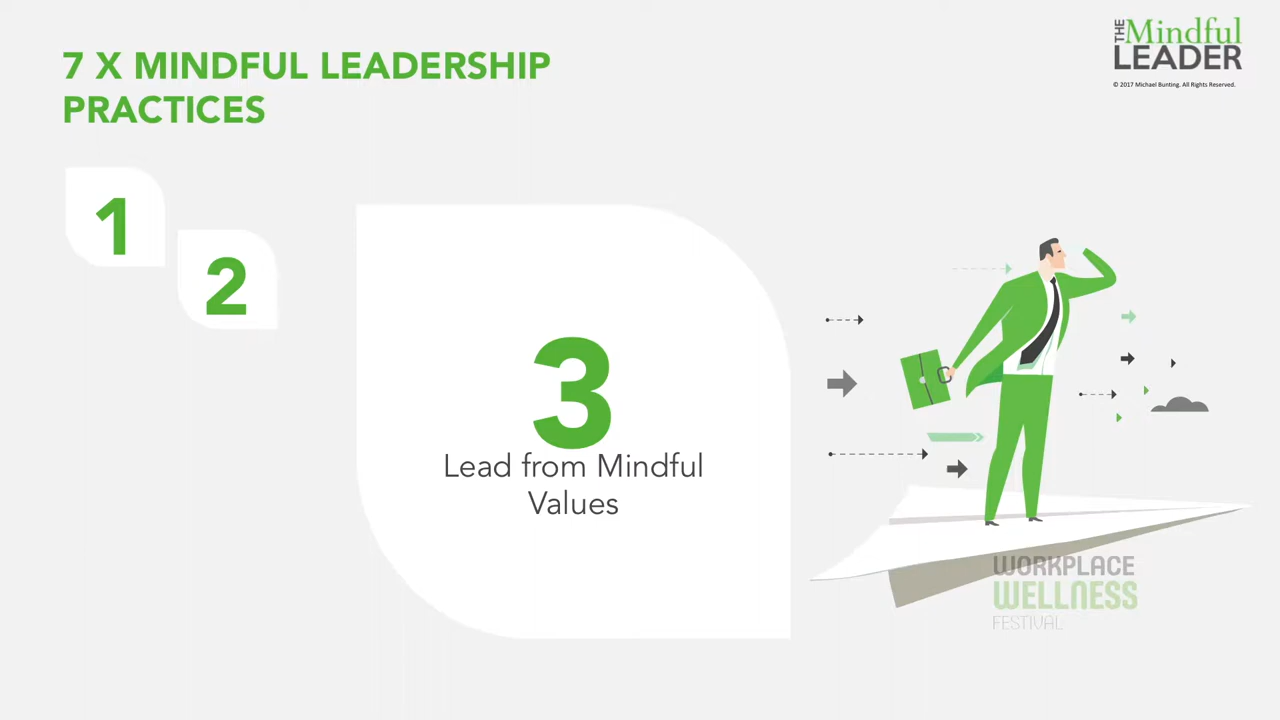 7 X MINDFUL LEADERSHIP
PRACTICES
THE Mindful
LEADER
© 2017 Michael Bunting. All Rights Reserved.
1
2
3
Lead from Mindful
Values
WORKPLACE
WELLNESS
FESTIVAL